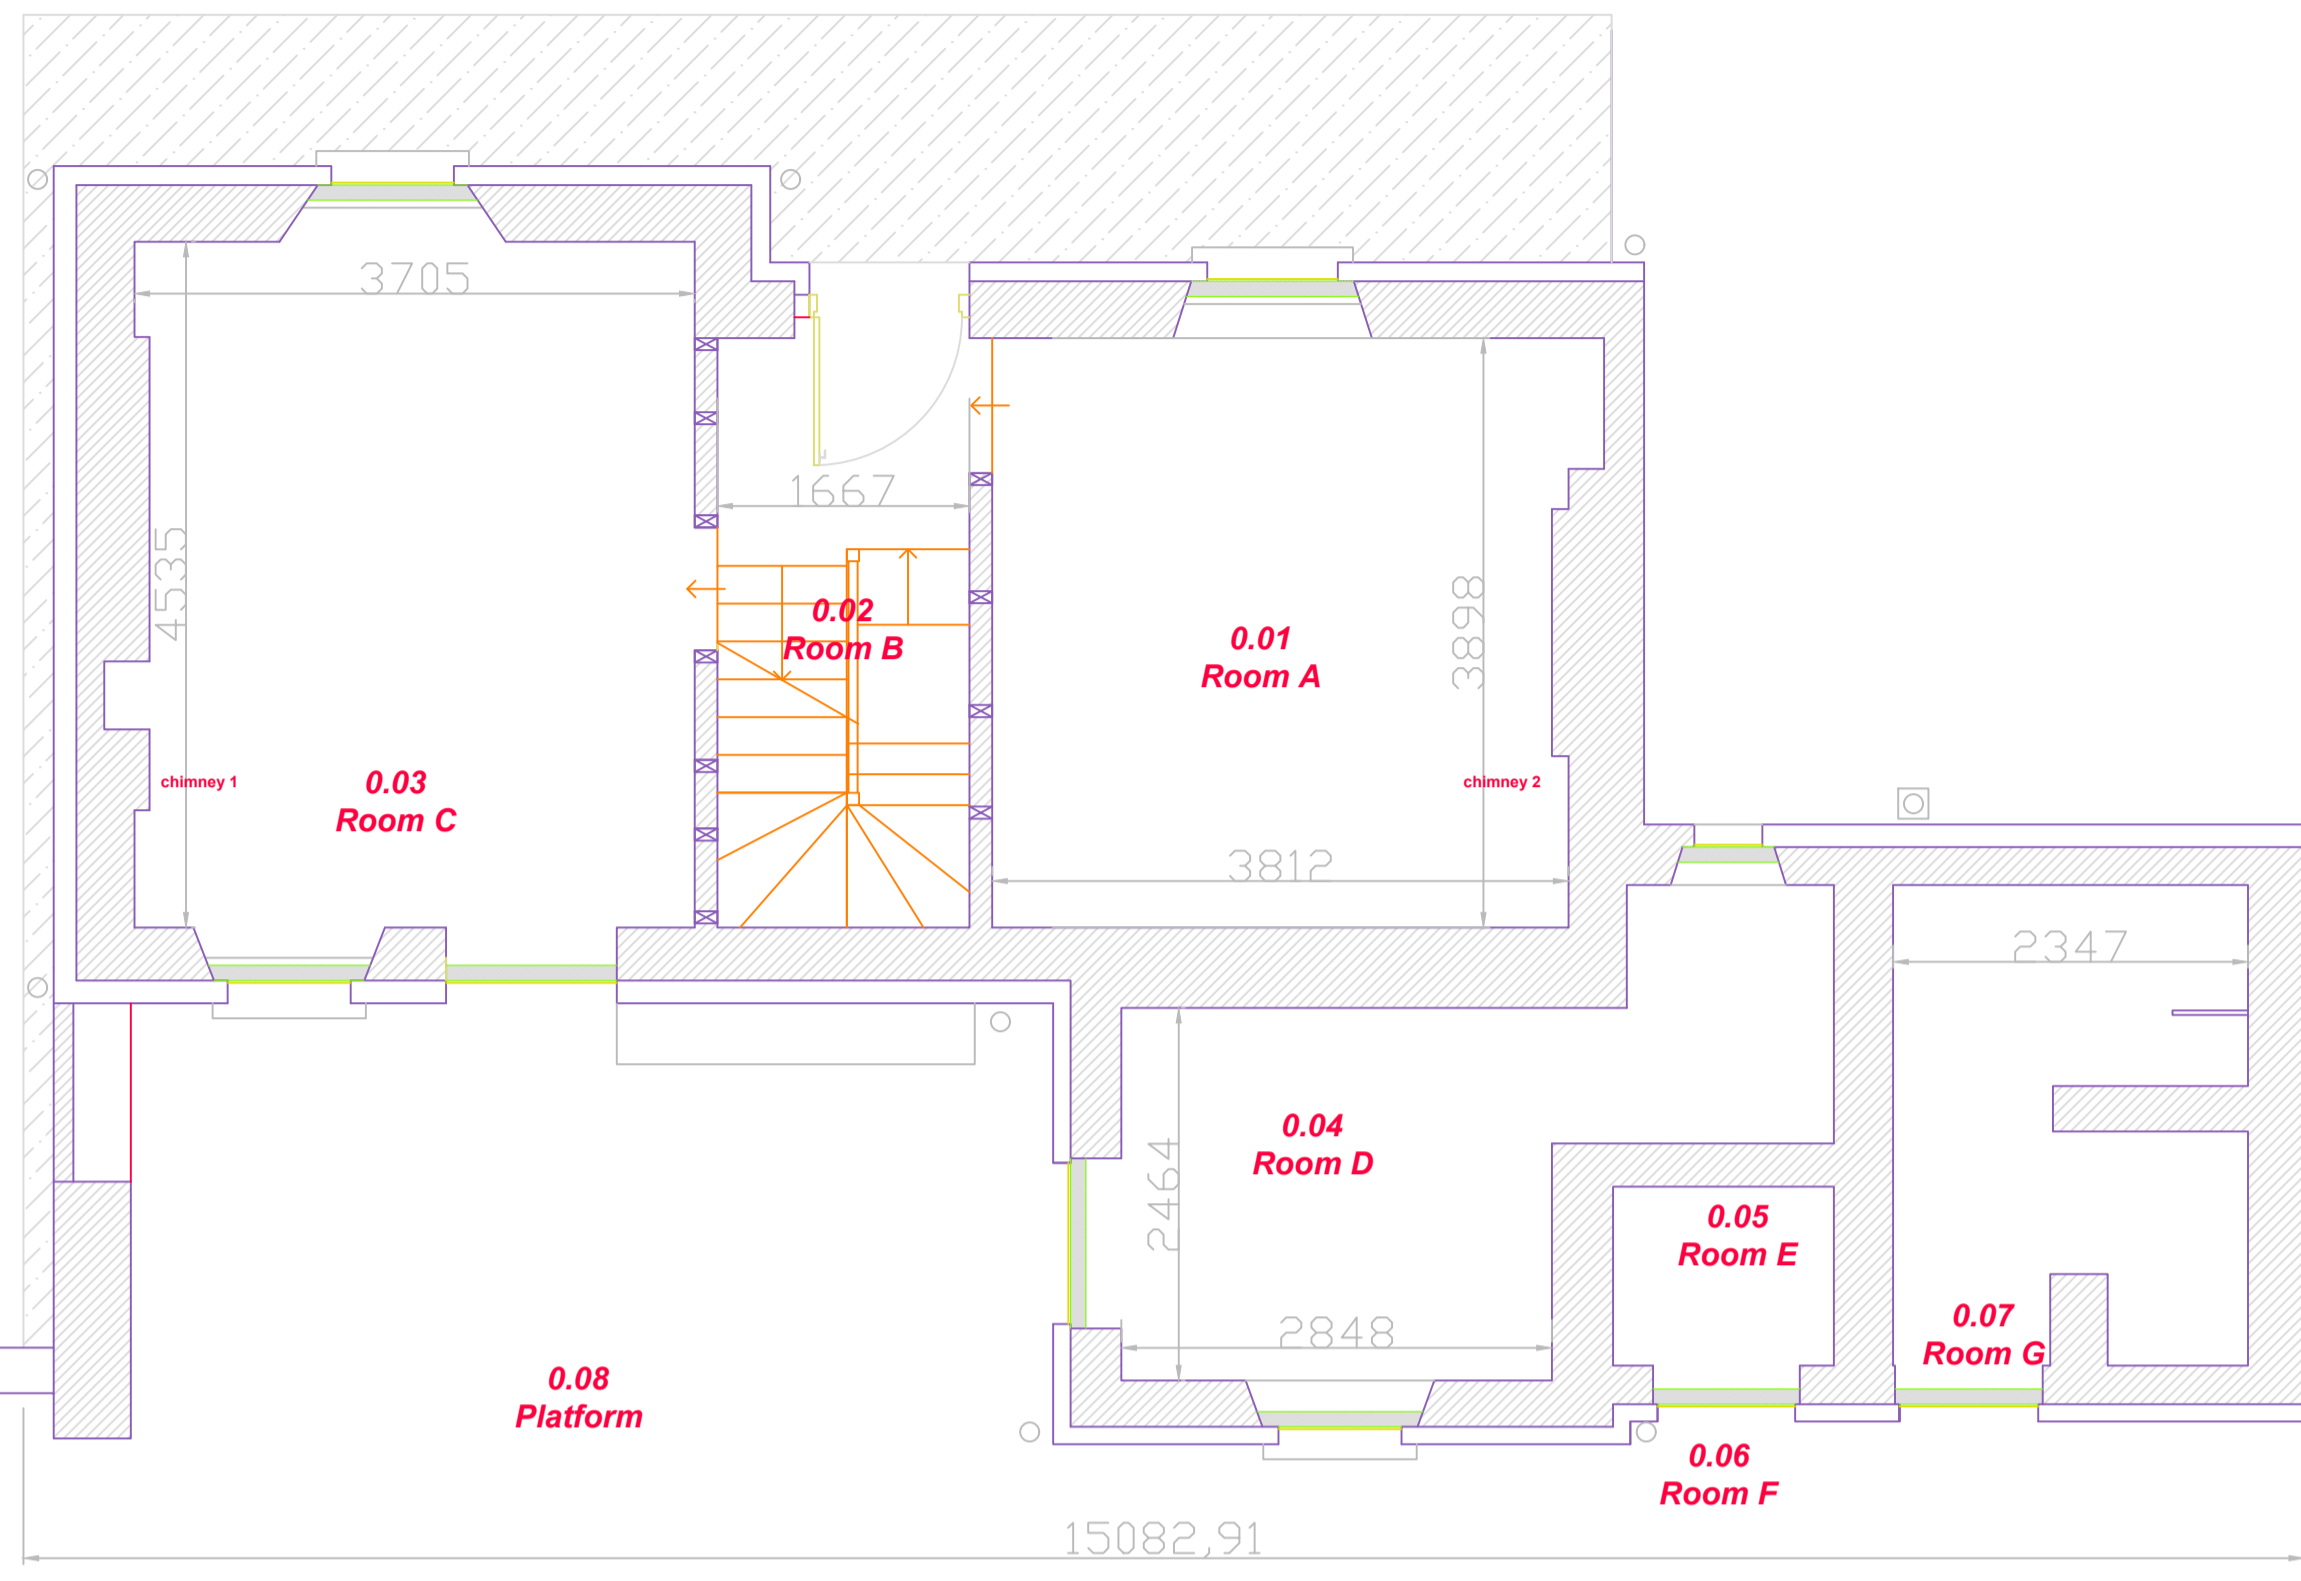 3705
1667
4535
0.02
Room B
0.01
Room A
3898
chimney 1
0.03
Room C
chimney 2
3812
2347
0.04
Room D
2464
0.05
Room E
2848
0.07
Room G
0.08
Platform
0.06
Room F
15082,91